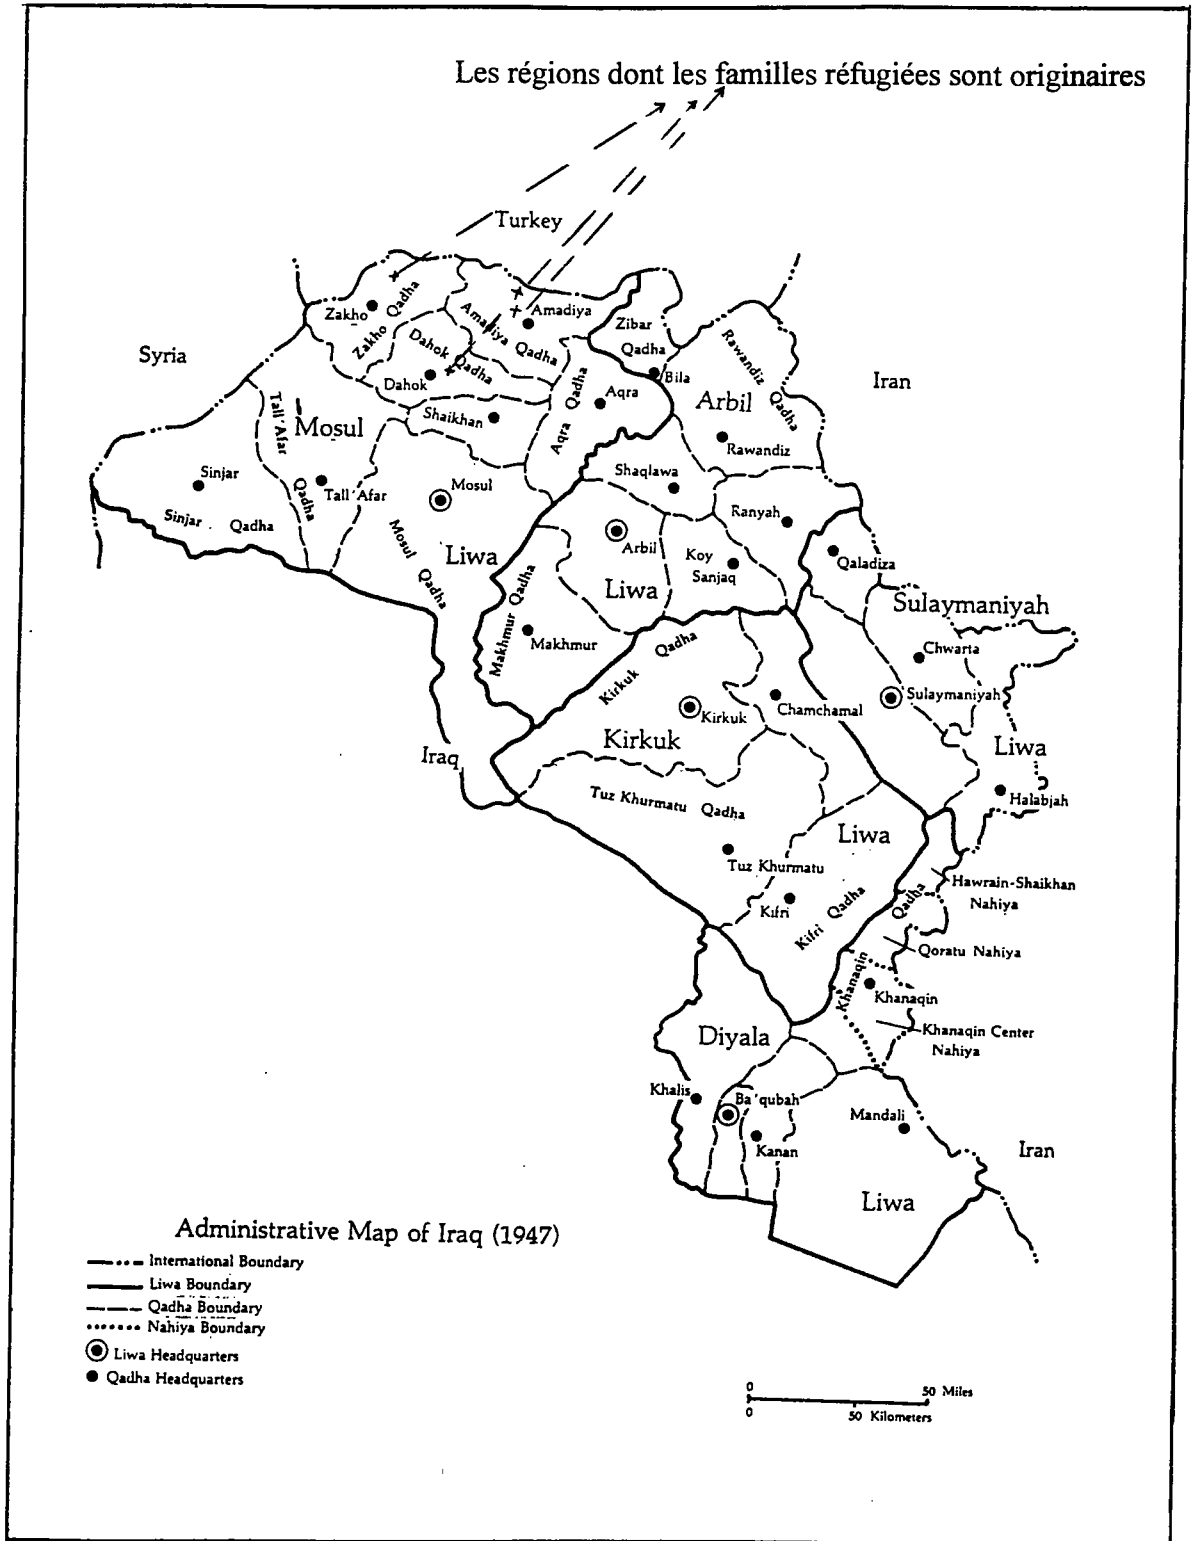 Les régions dont les familles réfugiées sont originaires
Turkey
Zakho
Zakho Qadha
Amadiya
Amadiya Qadha
Zibar
Qadha
Dahok Qadha
Dahok
Syria
Bila
Rawandiz Qadha
Iran
Aqra
Aqra Qadha
Arbil
Shaikhan
Tall Afar
Qadha
Mosul
Rawandiz
Sinjar
Tall Afar
Mosul
Shaqlawa
Ranyah
Sinjar Qadha
Mosul Qadha
Liwa
Arbil
Koy
Sanjaq
Qaladiza
Liwa
Sulaymaniyah
Makhmur Qadha
Makhmur
Kirkuk Qadha
Chwarta
Sulaymaniyah
Kirkuk
Chamchamal
Kirkuk
Liwa
Iraq
Halabjah
Tuz Khurmatu Qadha
Liwa
Tuz Khurmatu
Hawrain-Shaikhan
Nahiya
Kifri
Kifri Qadha
Qadha
Qoratu Nahiya
Khanaqin
Khanaqin
Khanaqin Center
Nahiya
Diyala
Khalis
Ba'qubah
Mandali
Kanan
Iran
Liwa
Administrative Map of Iraq (1947)
International Boundary
Liwa Boundary
Qadha Boundary
Nahiya Boundary
Liwa Headquarters
Qadha Headquarters
0 50 Miles
0 50 Kilometers